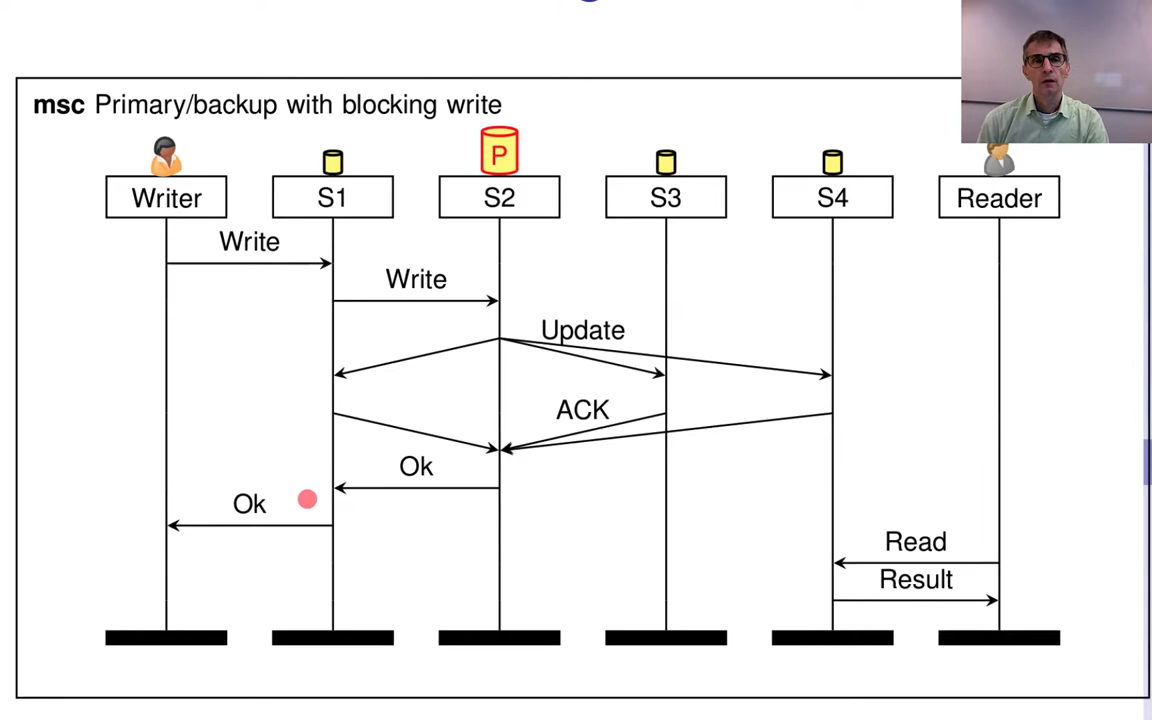 msc Primary/backup with blocking write
P
Writer
S1
S2
S3
S4
Reader
Write
Write
Update
ACK
Ok
Ok
Read
Result